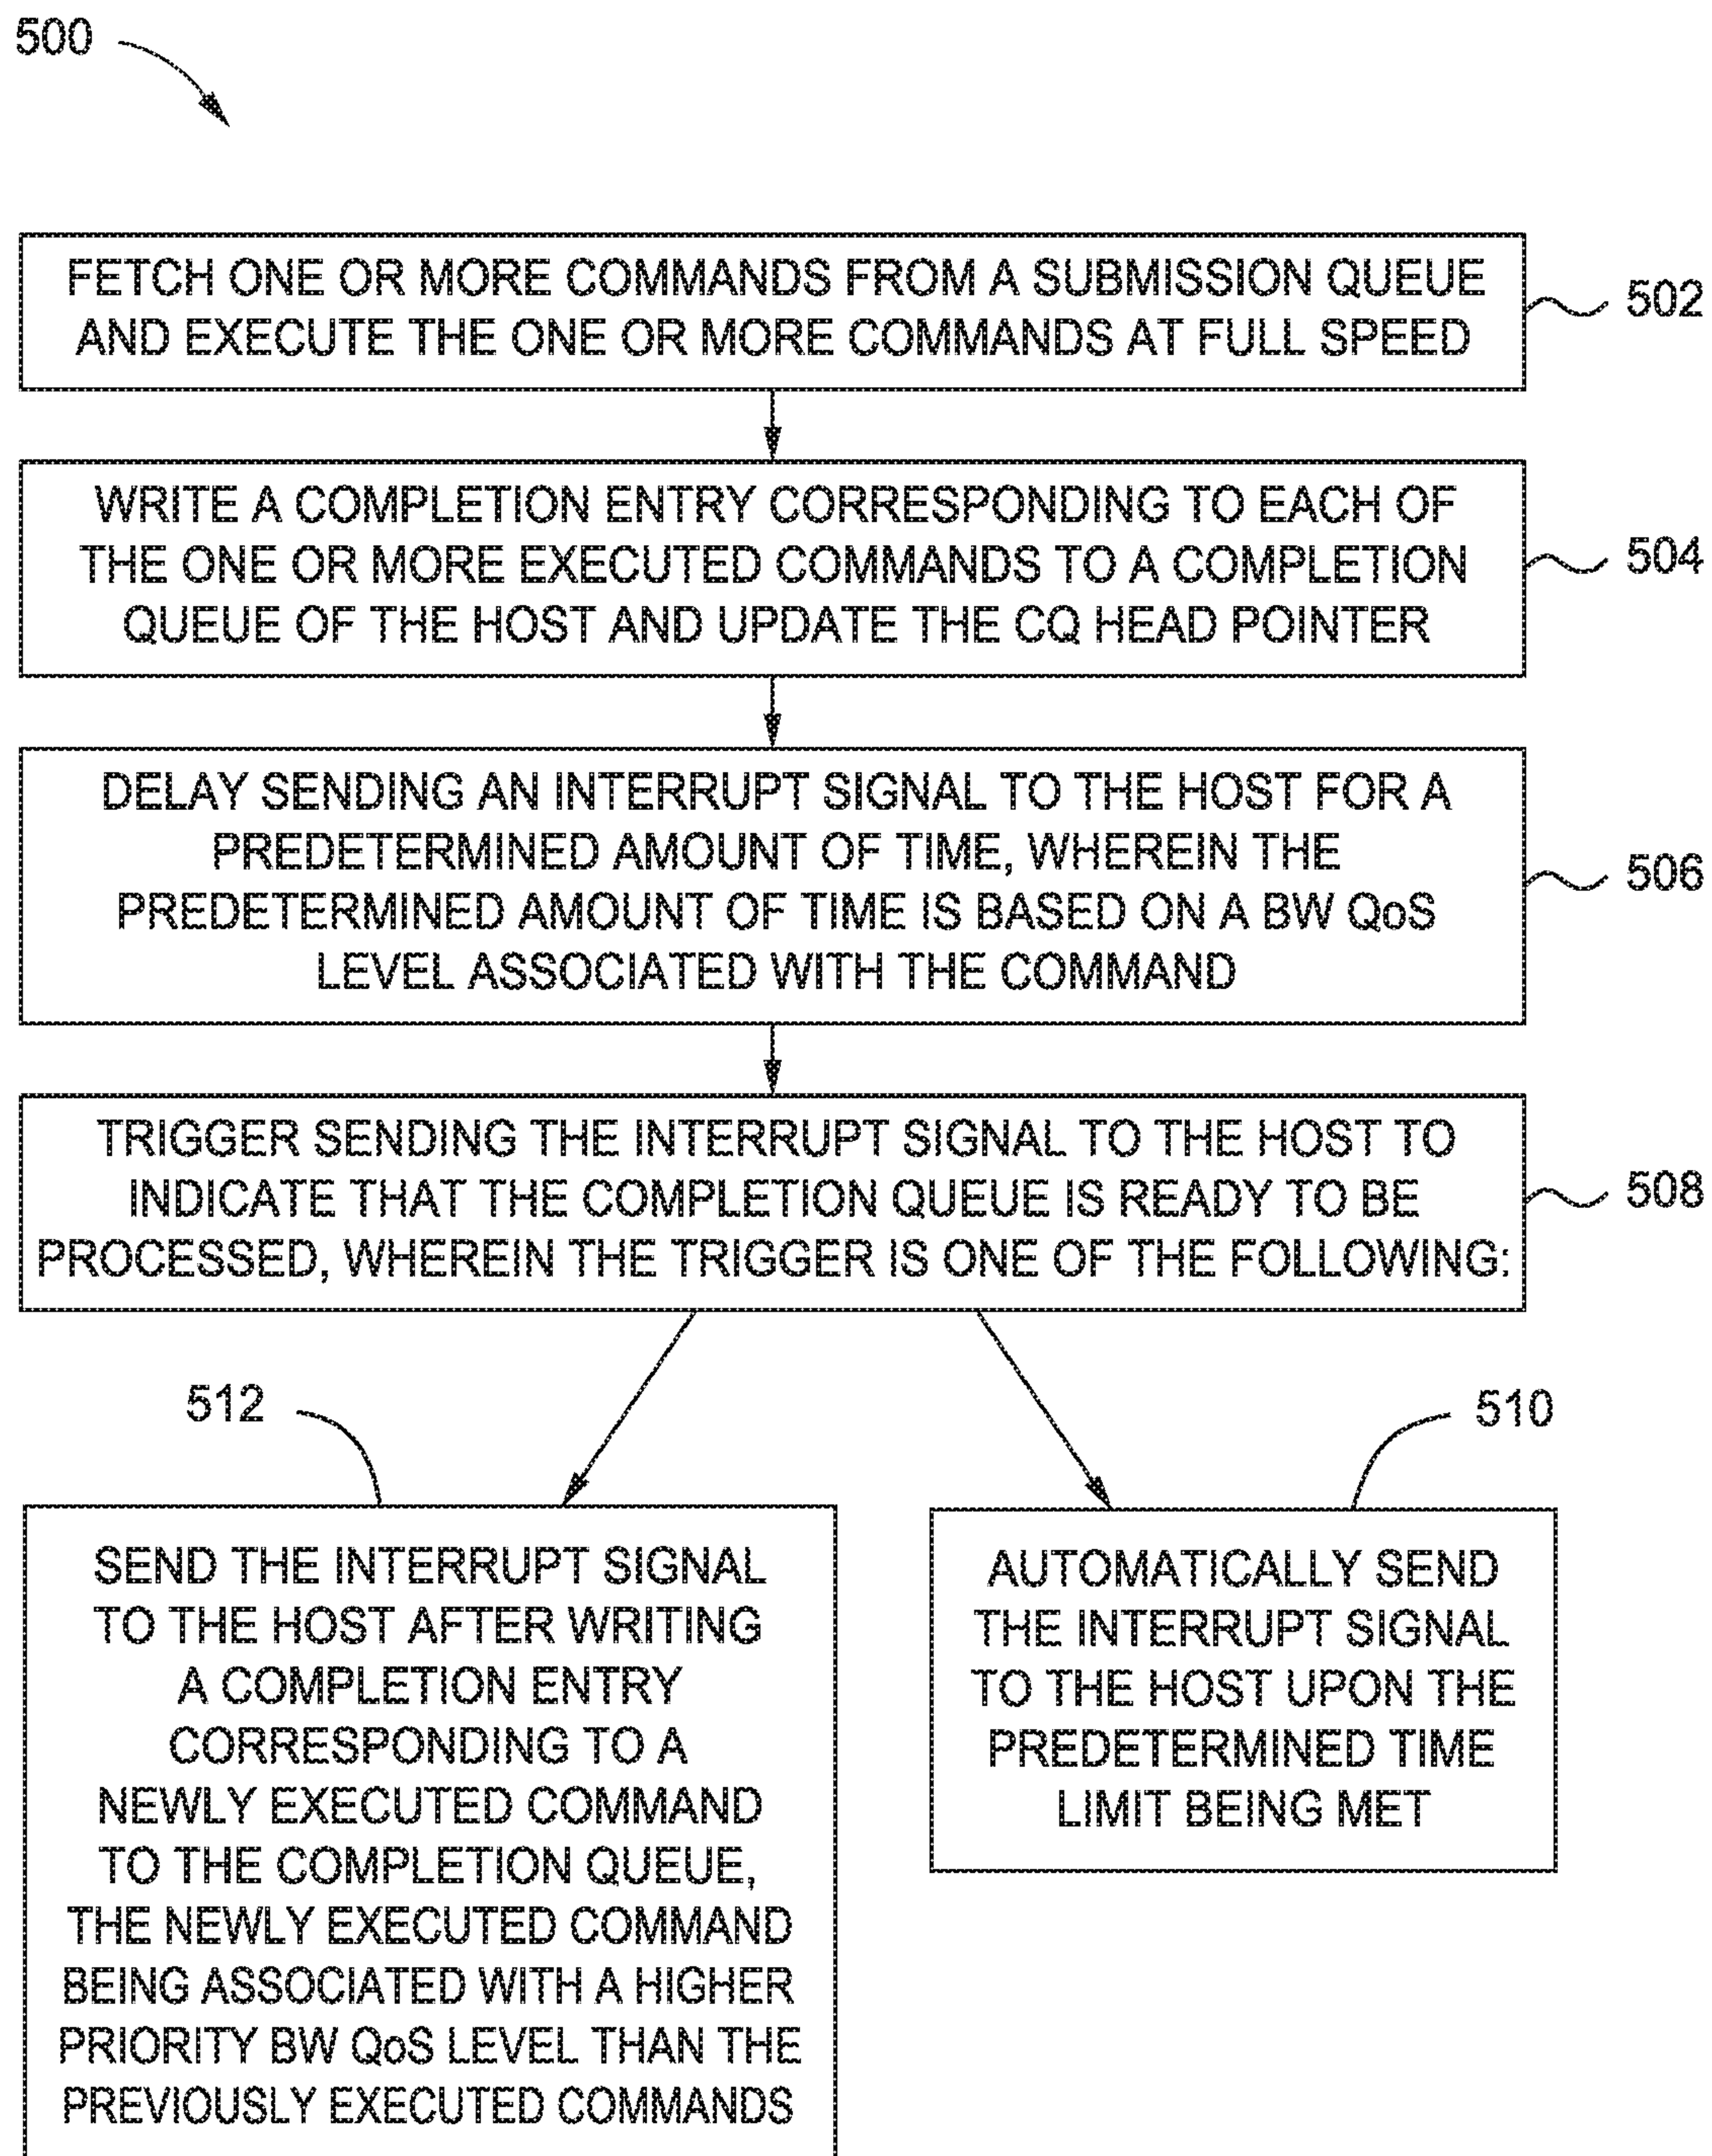 500
FETCH ONE OR MORE COMMANDS FROM A SUBMISSION QUEUE
AND EXECUTE THE ONE OR MORE COMMANDS AT FULL SPEED
502
WRITE A COMPLETION ENTRY CORRESPONDING TO EACH OF
THE ONE OR MORE EXECUTED COMMANDS TO A COMPLETION
QUEUE OF THE HOST AND UPDATE THE CQ HEAD POINTER
504
DELAY SENDING AN INTERRUPT SIGNAL TO THE HOST FOR A
PREDETERMINED AMOUNT OF TIME, WHEREIN THE
PREDETERMINED AMOUNT OF TIME IS BASED ON A BW QoS
LEVEL ASSOCIATED WITH THE COMMAND
506
TRIGGER SENDING THE INTERRUPT SIGNAL TO THE HOST TO
INDICATE THAT THE COMPLETION QUEUE IS READY TO BE
PROCESSED, WHEREIN THE TRIGGER IS ONE OF THE FOLLOWING:
508
512
SEND THE INTERRUPT SIGNAL
TO THE HOST AFTER WRITING
A COMPLETION ENTRY
CORRESPONDING TO A
NEWLY EXECUTED COMMAND
TO THE COMPLETION QUEUE,
THE NEWLY EXECUTED COMMAND
BEING ASSOCIATED WITH A HIGHER
PRIORITY BW QoS LEVEL THAN THE
PREVIOUSLY EXECUTED COMMANDS
510
AUTOMATICALLY SEND
THE INTERRUPT SIGNAL
TO THE HOST UPON THE
PREDETERMINED TIME
LIMIT BEING MET